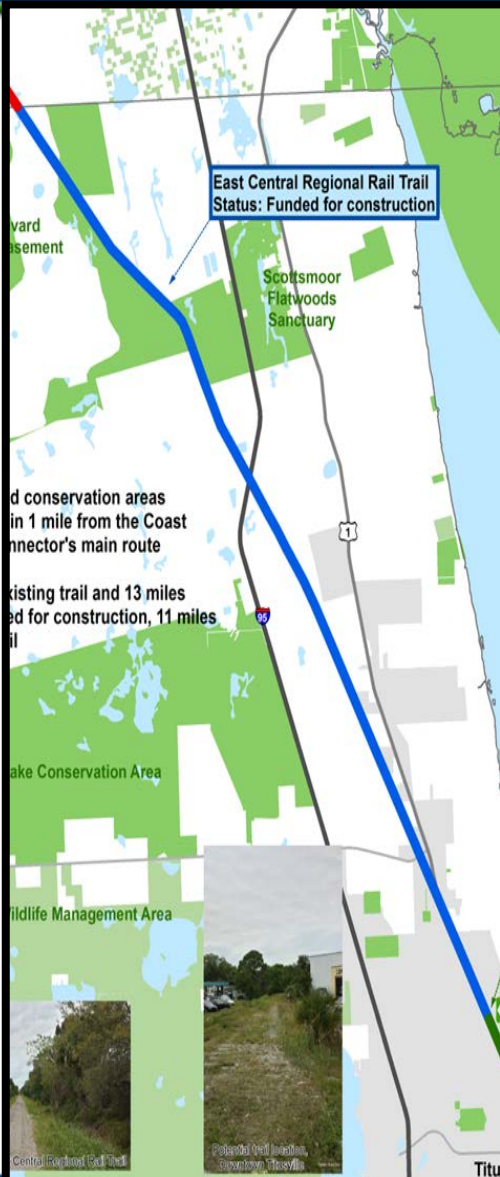 East Central Regional Rail Trail
Status: Funded for construction
vard
asement
Scottsmoor
Flatwoods
Sanctuary
d conservation areas
in 1 mile from the Coast
nnector's main route
1
xisting trail and 13 miles
ed for construction, 11 miles
il
95
ake Conservation Area
ildlife Management Area
Central Regional Rail Trail
Potential trail location,
Downtown Titusville
Titu